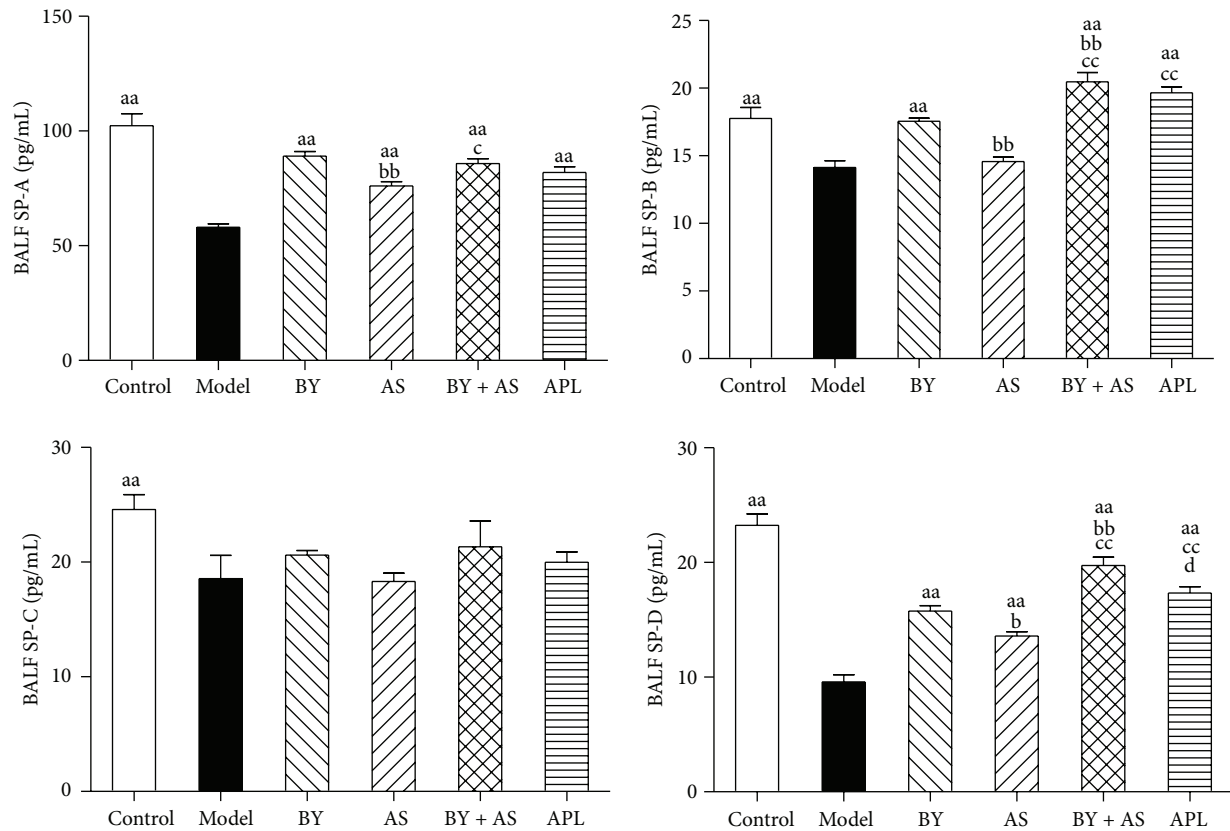 BALF SP-A (pg/mL)
150
100
50
0
aa
aa
aa
bb
aa
c
aa
Control Model BY AS BY + AS APL
BALF SP-B (pg/mL)
25
20
15
10
5
0
aa
aa
bb
aa
bb
cc
aa
cc
Control Model BY AS BY + AS APL
BALF SP-C (pg/mL)
30
20
10
0
aa
Control Model BY AS BY + AS APL
BALF SP-D (pg/mL)
30
20
10
0
aa
aa
aa
b
aa
bb
cc
aa
cc
d
Control Model BY AS BY + AS APL